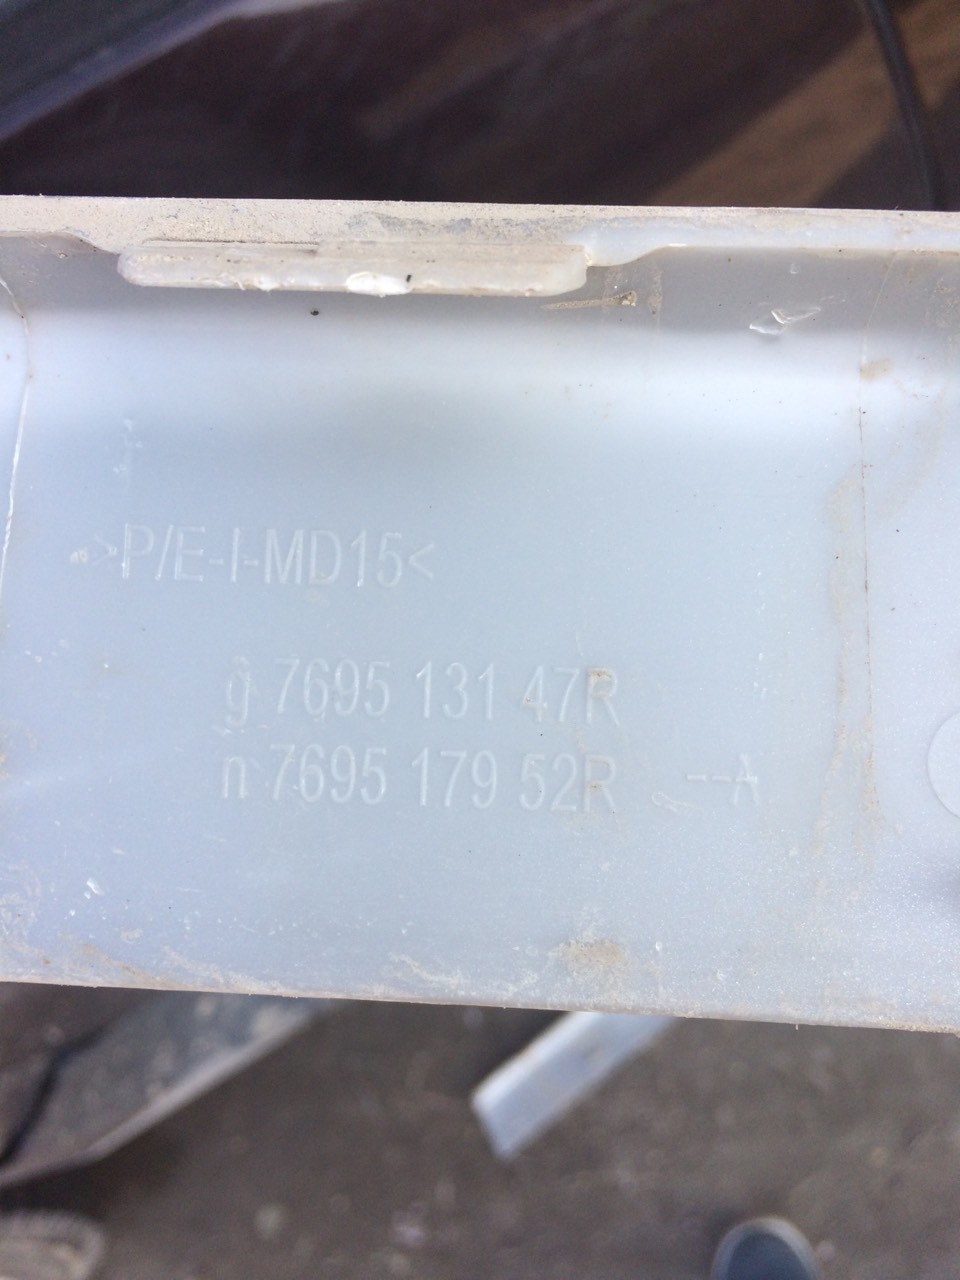 >P/E-I-MD15<
g 7695 131 47R
n 7695 179 52R --A